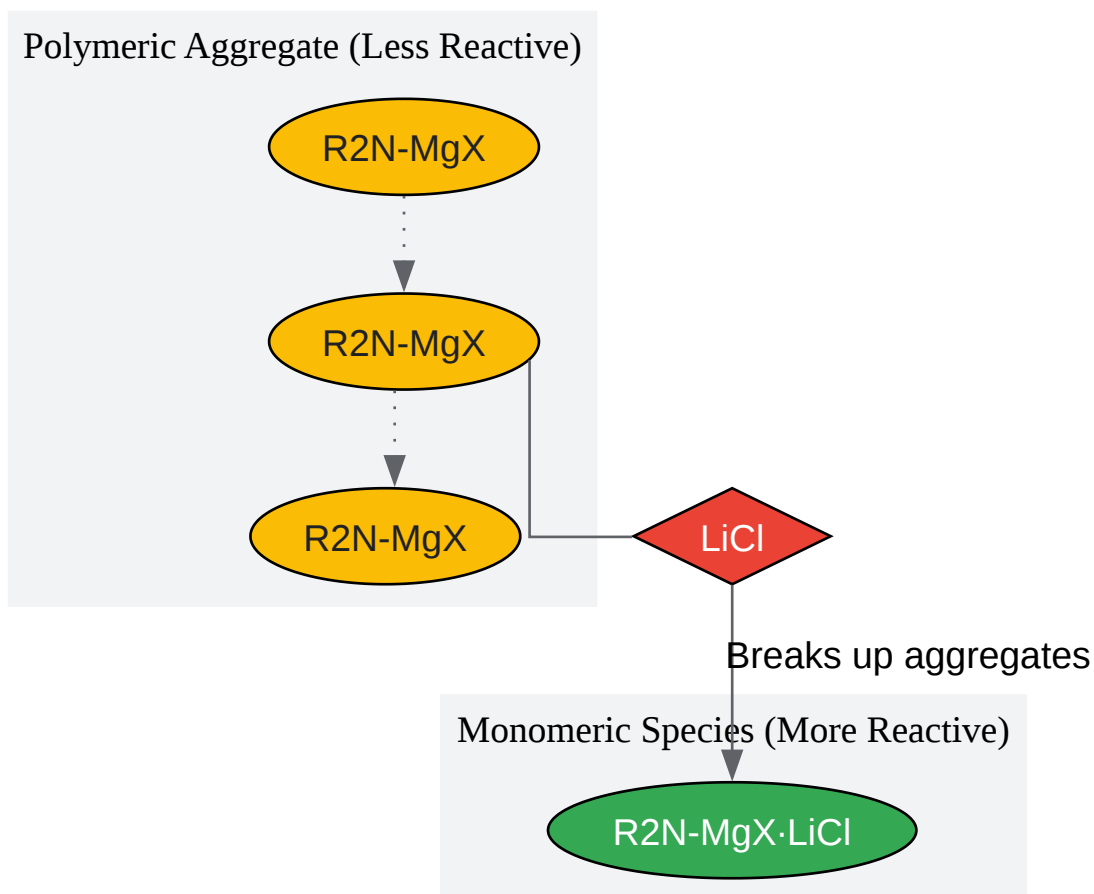 Polymeric Aggregate (Less Reactive)
R2N-MgX
R2N-MgX
R2N-MgX
LiCl
Breaks up aggregates
Monomeric Species (More Reactive)
R2N-MgX·LiCl